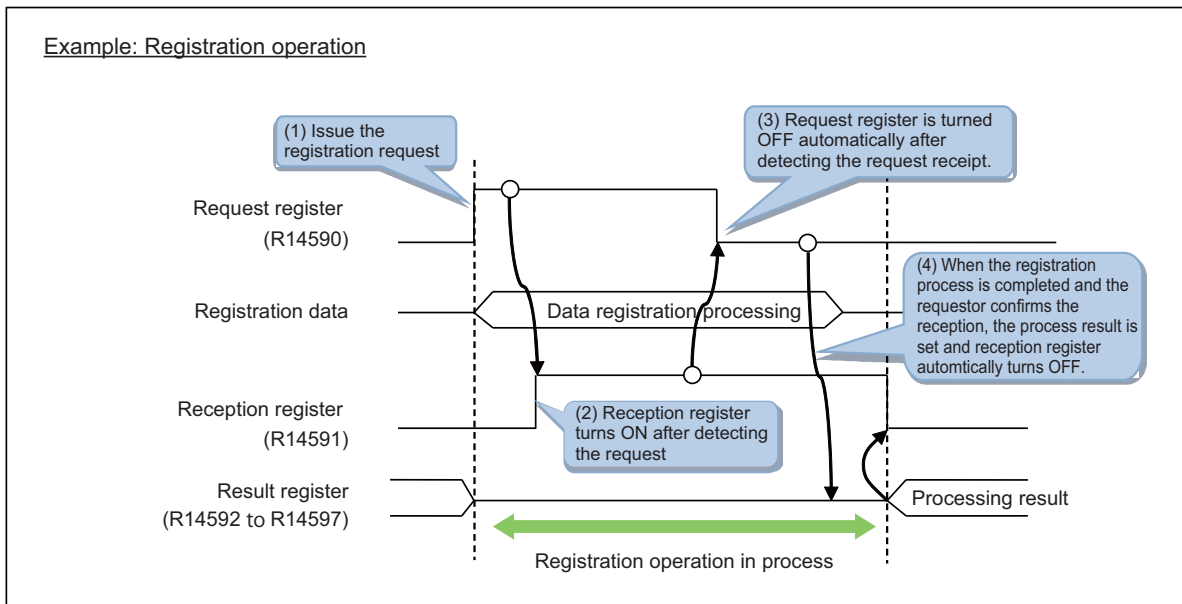 Example: Registration operation
(1) Issue the
registration request
(3) Request register is turned
OFF automatically after
detecting the request receipt.
Request register
(R14590)
(4) When the registration
process is completed and the
requestor confirms the
reception, the process result is
set and reception register
automtically turns OFF.
Registration data
Data registration processing
Reception register
(R14591)
(2) Reception register
turns ON after detecting
the request
Result register
(R14592 to R14597)
Processing result
Registration operation in process